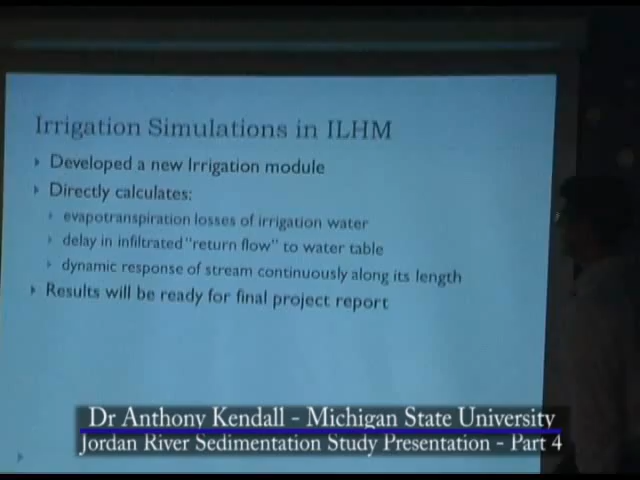 Irrigation Simulations in ILHM
Developed a new Irrigation module
Directly calculates:
evapotranspiration losses of irrigation water
delay in infiltrated "return flow" to water table
dynamic response of stream continuously along its length
Results will be ready for final project report
Dr Anthony Kendall - Michigan State University
Jordan River Sedimentation Study Presentation - Part 4